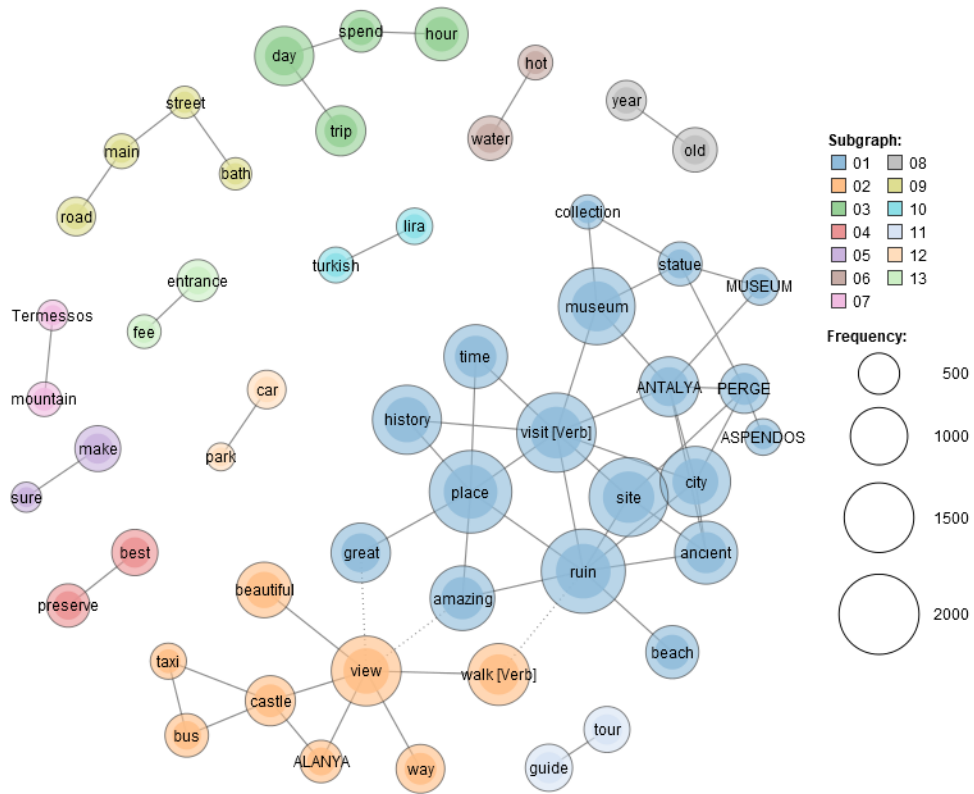 spend
hour
day
hot
street
year
trip
water
main
old
bath
road
collection
lira
turkish
statue
entrance
MUSEUM
museum
Termessos
fee
time
car
ANTALYA
PERGE
mountain
history
visit [Verb]
ASPENDOS
make
park
sure
place
site
city
best
great
ancient
ruin
beautiful
amazing
preserve
beach
taxi
view
walk [Verb]
castle
bus
tour
ALANYA
way
guide
Subgraph:
01 08
02 09
03 10
04 11
05 12
06 13
07
Frequency:
500
1000
1500
2000